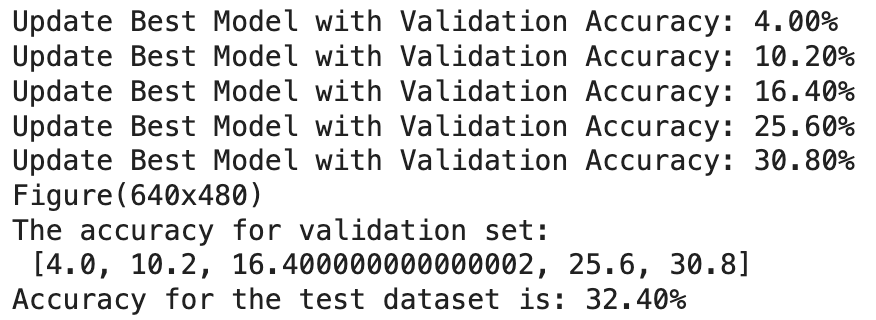 Update Best Model with Validation Accuracy: 4.00%
Update Best Model with Validation Accuracy: 10.20%
Update Best Model with Validation Accuracy: 16.40%
Update Best Model with Validation Accuracy: 25.60%
Update Best Model with Validation Accuracy: 30.80%
Figure(640x480)
The accuracy for validation set:
 [4.0, 10.2, 16.400000000000002, 25.6, 30.8]
Accuracy for the test dataset is: 32.40%